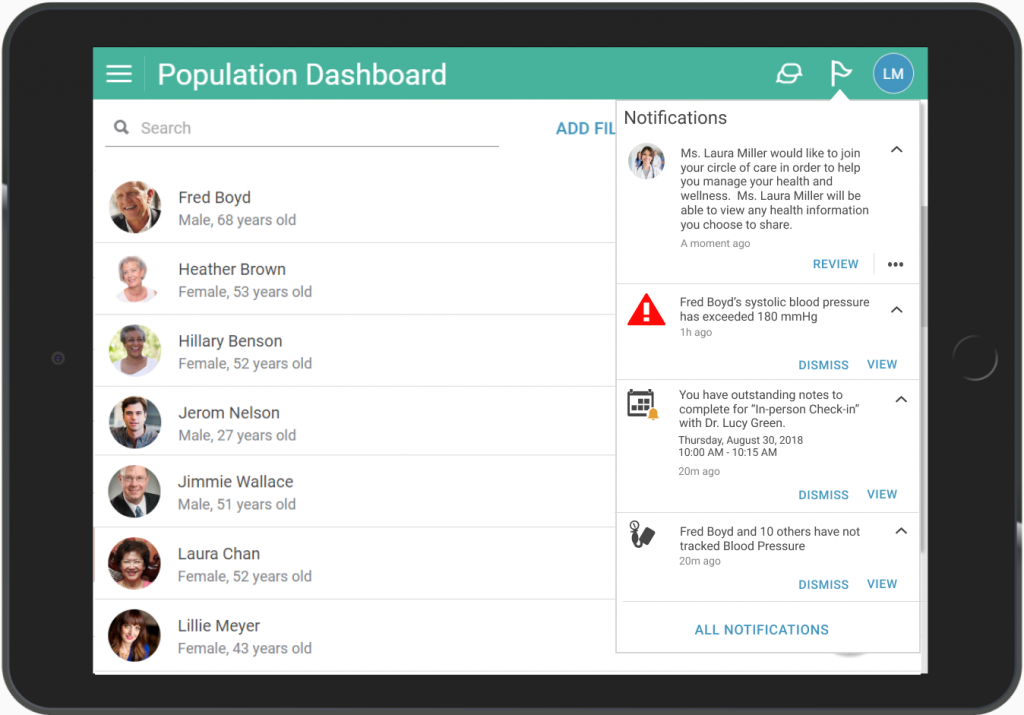 Population Dashboard
LM
Search
ADD FIL
Fred Boyd
Male, 68 years old
Heather Brown
Female, 53 years old
Hillary Benson
Female, 52 years old
Jerom Nelson
Male, 27 years old
Jimmie Wallace
Male, 51 years old
Laura Chan
Female, 52 years old
Lillie Meyer
Female, 43 years old
Notifications
Ms. Laura Miller would like to join
your circle of care in order to help
you manage your health and
wellness.  Ms. Laura Miller will be
able to view any health information
you choose to share.
A moment ago
REVIEW
Fred Boyd's systolic blood pressure
has exceeded 180 mmHg
1h ago
DISMISS VIEW
You have outstanding notes to
complete for “In-person Check-in”
with Dr. Lucy Green.
Thursday, August 30, 2018
10:00 AM - 10:15 AM
20m ago
DISMISS VIEW
Fred Boyd and 10 others have not
tracked Blood Pressure
20m ago
DISMISS VIEW
ALL NOTIFICATIONS